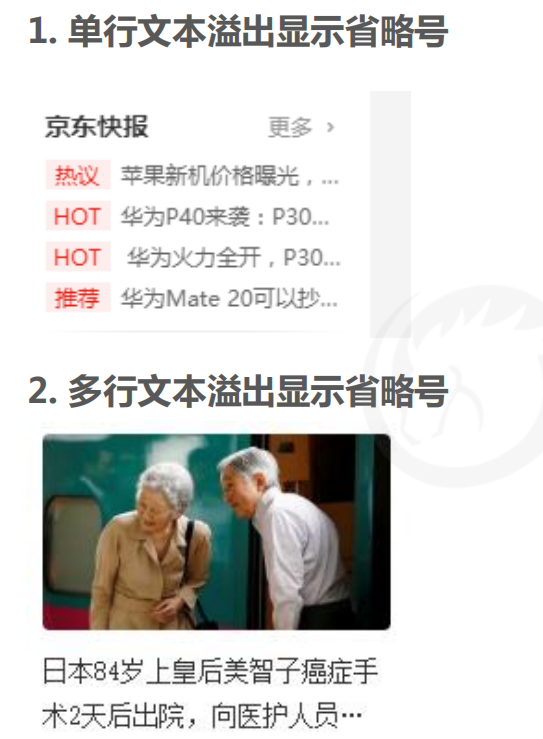 1. 单行文本溢出显示省略号
京东快报 更多 ›
热议 苹果新机价格曝光，...
HOT 华为P40来袭：P30...
HOT 华为火力全开，P30...
推荐 华为Mate 20可以抄...
2. 多行文本溢出显示省略号
日本84岁上皇后美智子癌症手
术2天后出院，向医护人员…